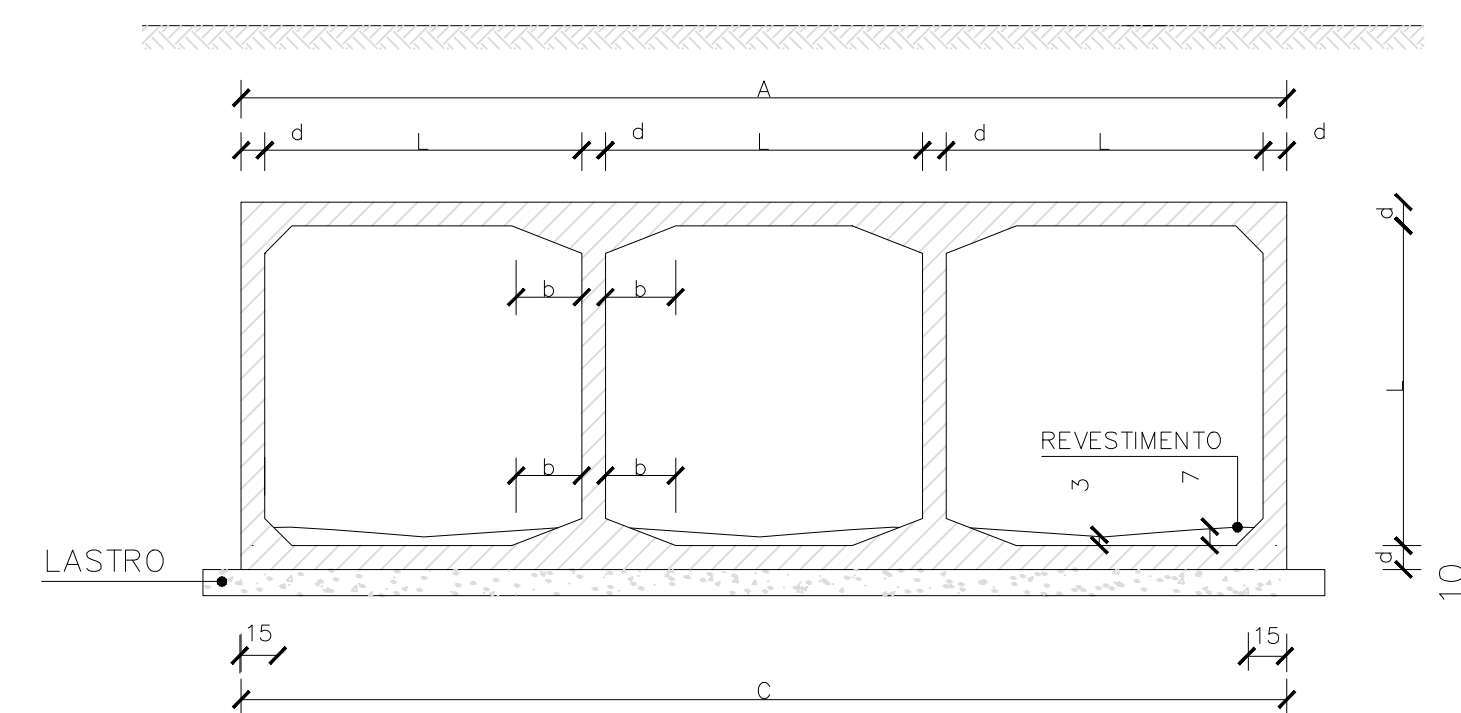 A
d L d L d L d
d
b b
L
REVESTIMENTO
b b
3 7
LASTRO
d
10
15 15
C